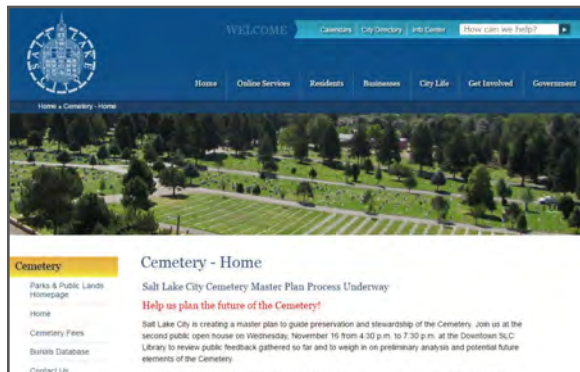 SALT LAKE
WELCOME
Calendars City Directory Info Center How can we help?
Home Online Services Residents Businesses City Life Get Involved Government
Home » Cemetery - Home
Cemetery
Parks & Public Lands
Homepage
Home
Cemetery Fees
Burials Database
Contact Us
Cemetery - Home
Salt Lake City Cemetery Master Plan Process Underway
Help us plan the future of the Cemetery!
Salt Lake City is creating a master plan to guide preservation and stewardship of the Cemetery. Join us at the
second public open house on Wednesday, November 16 from 4:30 p.m. to 7:30 p.m. at the Downtown SLC
Library to review public feedback gathered so far and to weigh in on preliminary analysis and potential future
elements of the Cemetery.